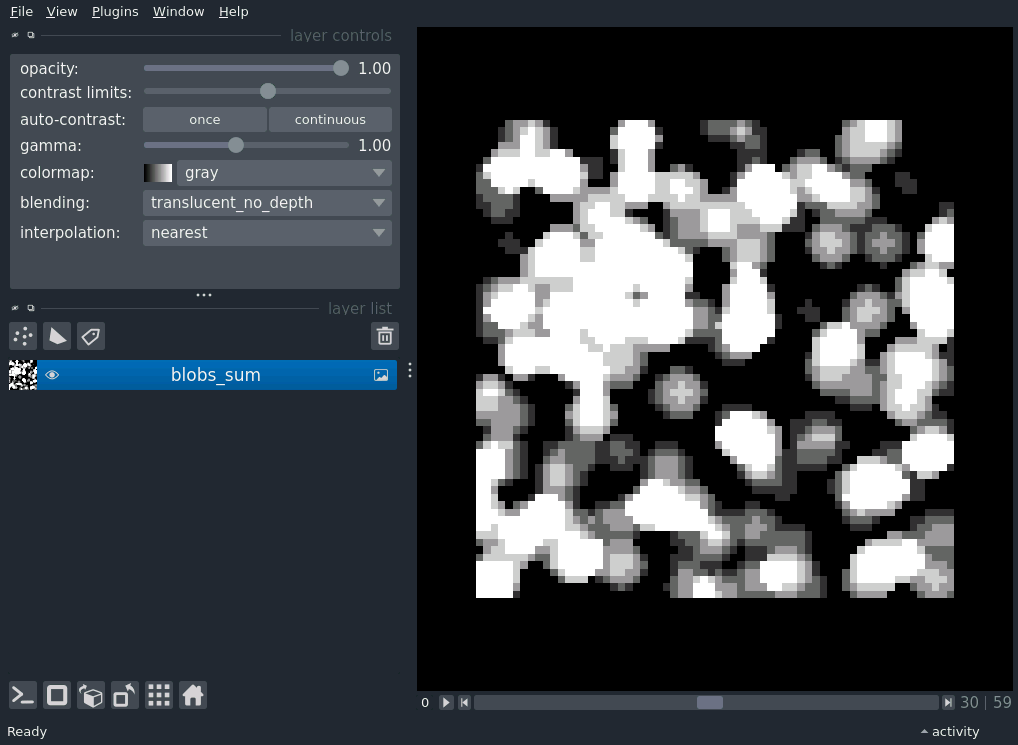 File View Plugins Window Help
layer controls
opacity: 1.00
contrast limits:
auto-contrast: once continuous
gamma: 1.00
colormap: gray
blending: translucent_no_depth
interpolation: nearest
layer list
blobs_sum
0 30 | 59
Ready activity